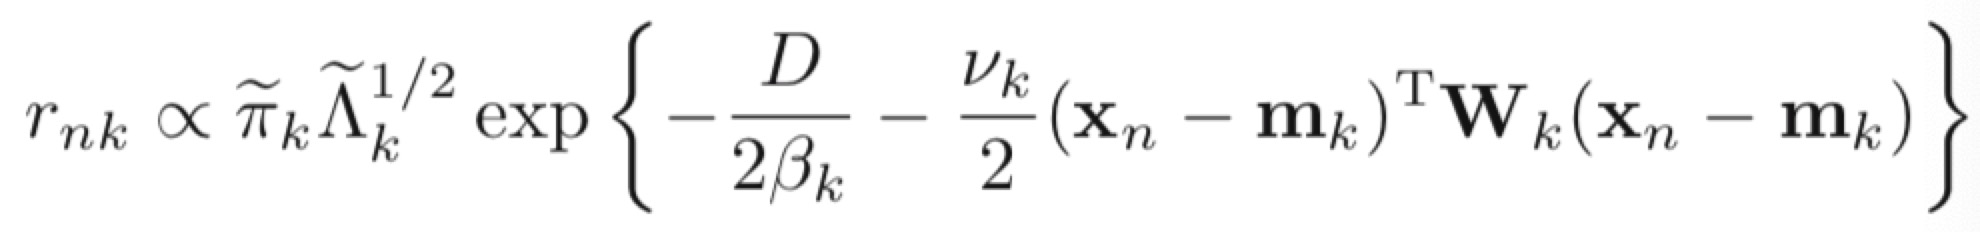 r_{nk} \propto \widetilde{\pi}_k \widetilde{\Lambda}_k^{1/2} \exp \left\{ -\frac{D}{2\beta_k} - \frac{\nu_k}{2} (\mathbf{x}_n - \mathbf{m}_k)^{\mathrm{T}} \mathbf{W}_k (\mathbf{x}_n - \mathbf{m}_k) \right\}